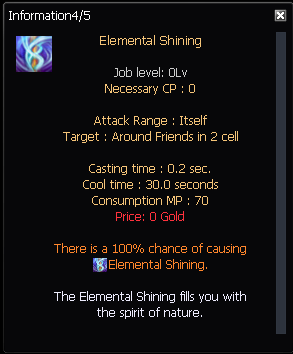 Information4/5
Elemental Shining
Job level: 0Lv
Necessary CP : 0
Attack Range : Itself
Target : Around Friends in 2 cell
Casting time : 0.2 sec.
Cool time : 30.0 seconds
Consumption MP : 70
Price: 0 Gold
There is a 100% chance of causing
Elemental Shining.
The Elemental Shining fills you with
the spirit of nature.